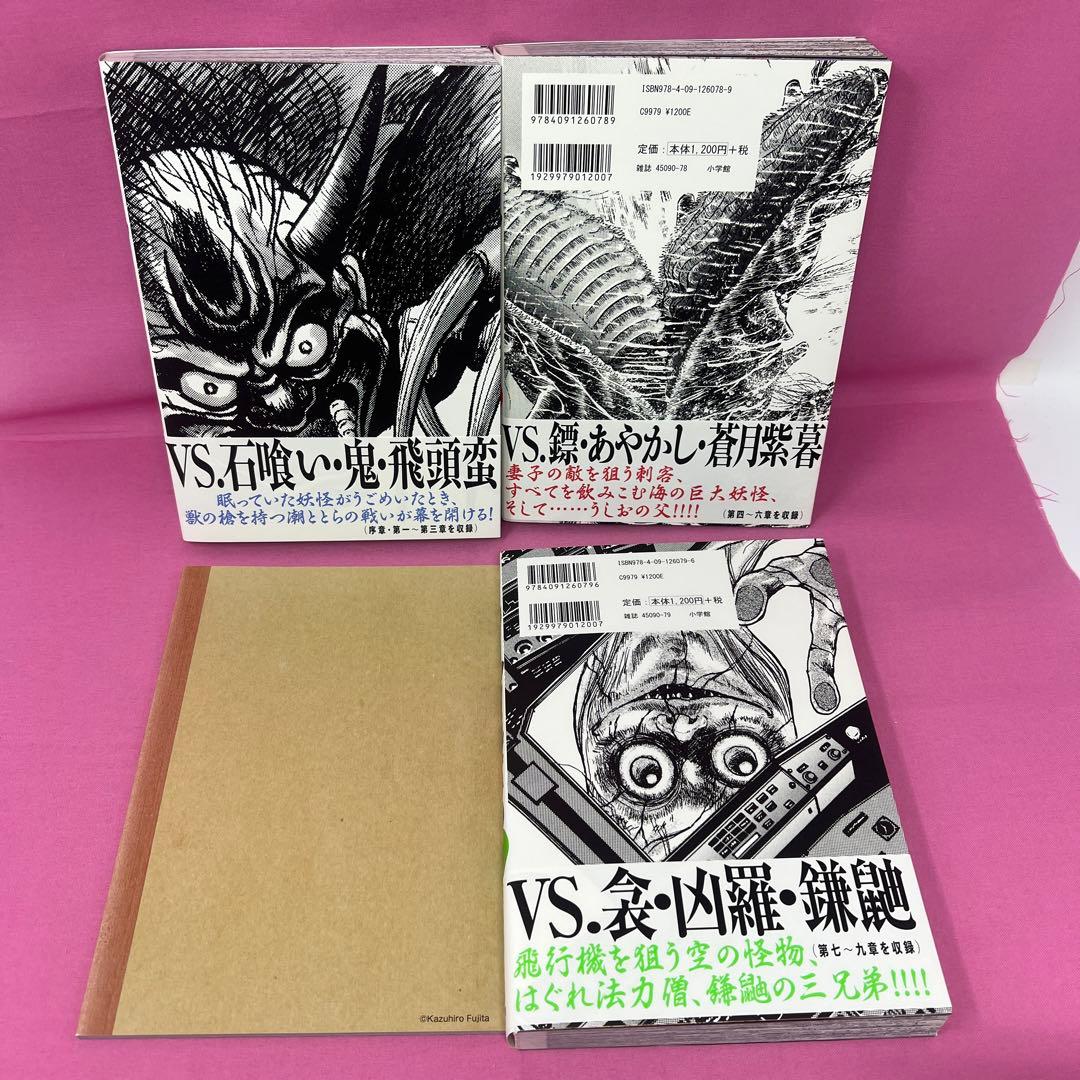 VS.石喰い・鬼・飛頭蛮
眠っていた妖怪がうごめいたとき、
獣の槍を持つ潮ととらの戦いが幕を開ける!
(序章・第一〜第三章を収録)
ISBN978-4-09-126078-9
C9979 ¥1200E
9784091260789
定価:本体1,200円+税
1929979012007
雑誌 45090-78 小学館
VS.鏢・あやかし・蒼月紫暮
妻子の敵を狙う刺客、
すべてを飲みこむ海の巨大妖怪、
そして……うしおの父!!!!
(第四〜六章を収録)
©Kazuhiro Fujita
ISBN978-4-09-126079-6
C9979 ¥1200E
9784091260796
定価:本体1,200円+税
1929979012007
雑誌 45090-79 小学館
VS.衾・凶羅・鎌鼬
(第七〜九章を収録)
飛行機を狙う空の怪物、
はぐれ法力僧、鎌鼬の三兄弟!!!!